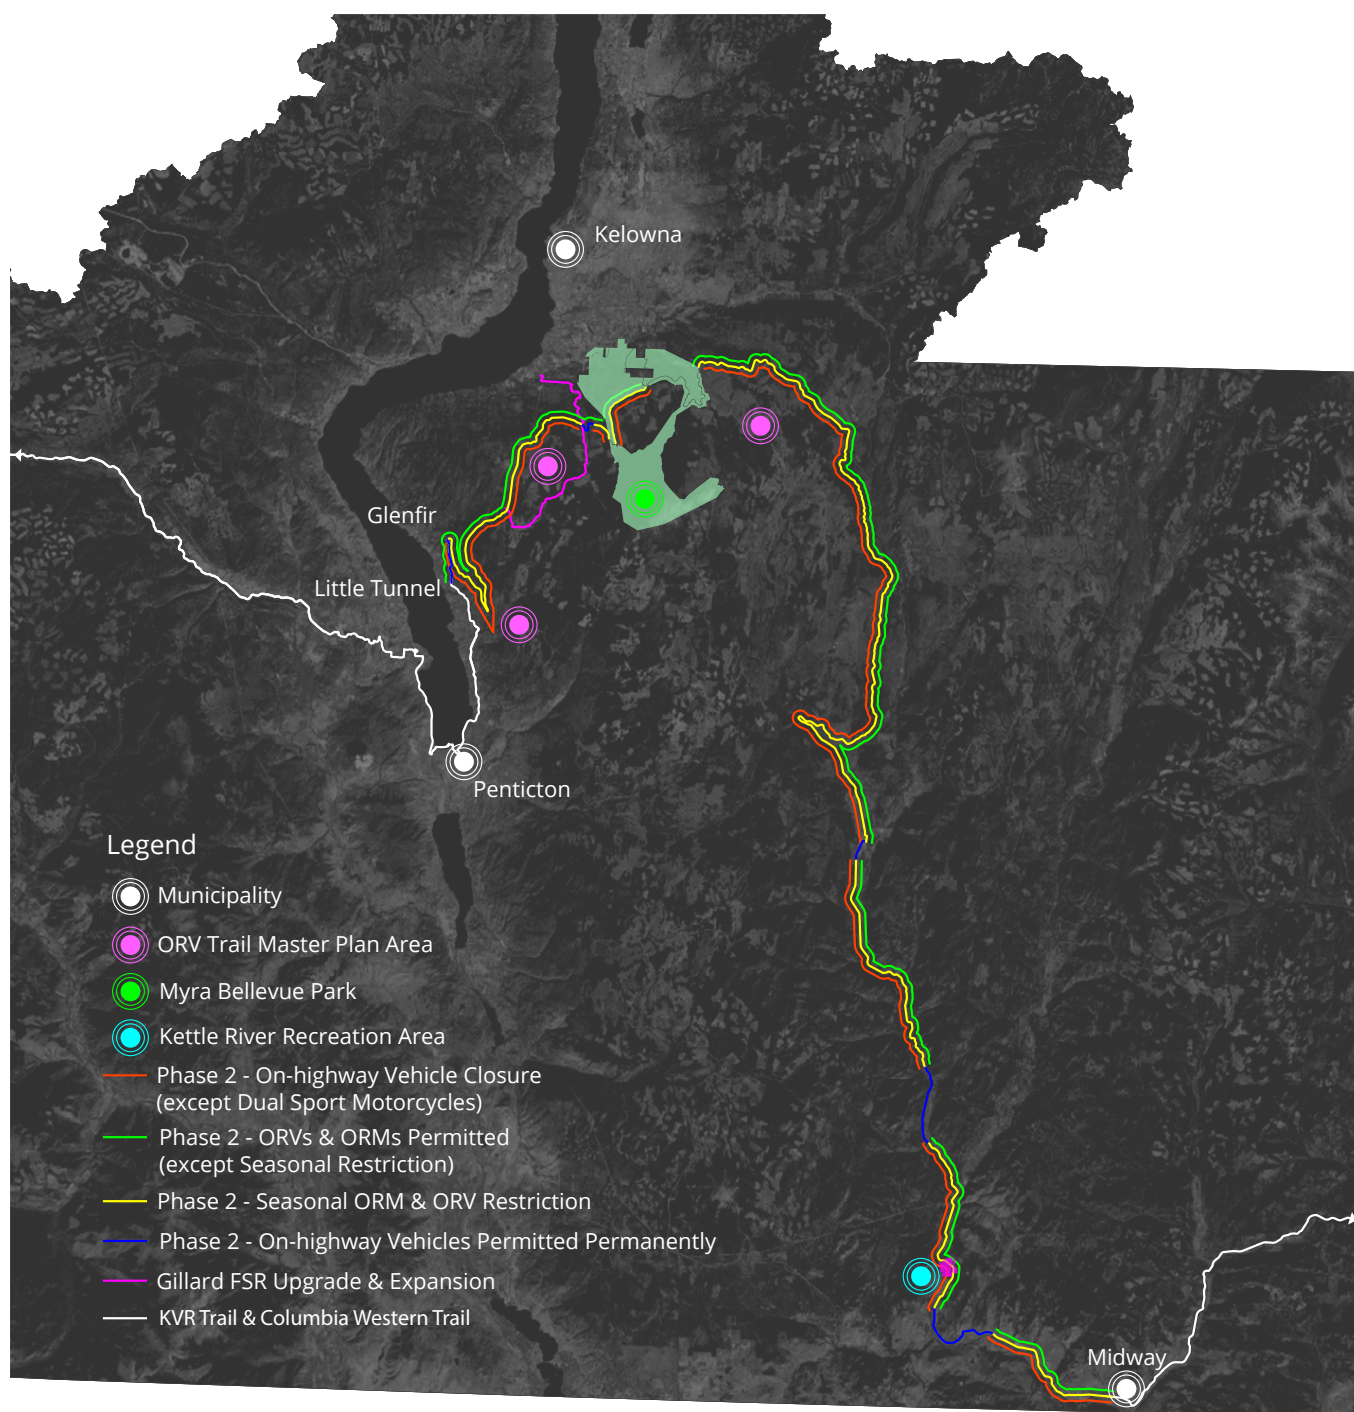 Kelowna
Glenfir
Little Tunnel
Penticton
Legend
Municipality
ORV Trail Master Plan Area
Myra Bellevue Park
Kettle River Recreation Area
Phase 2 - On-highway Vehicle Closure
(except Dual Sport Motorcycles)
Phase 2 - ORVs & ORMs Permitted
(except Seasonal Restriction)
Phase 2 - Seasonal ORM & ORV Restriction
Phase 2 - On-highway Vehicles Permitted Permanently
Gillard FSR Upgrade & Expansion
KVR Trail & Columbia Western Trail
Midway